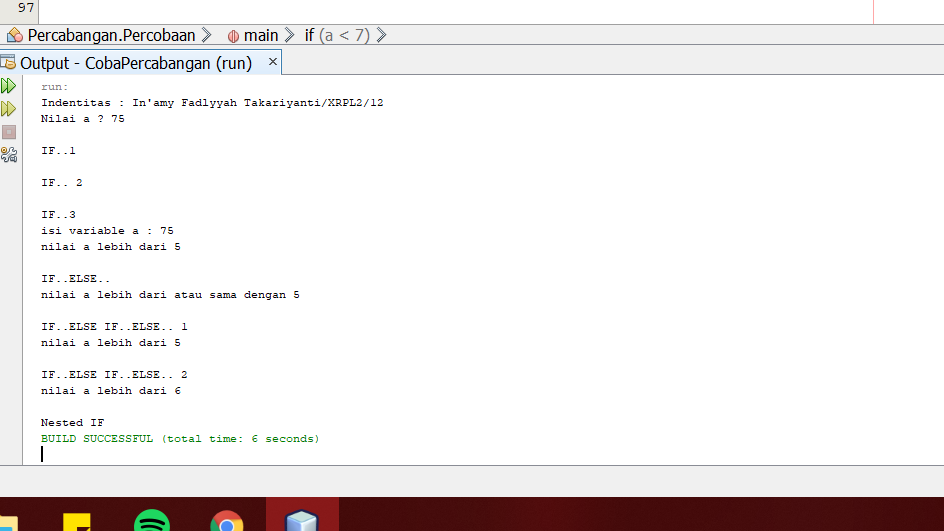 97
Percabangan.Percobaan main if (a < 7)
Output - CobaPercabangan (run)
run:
Indentitas : In'amy Fadlyyah Takariyanti/XRPL2/12
Nilai a ? 75
IF..1
IF.. 2
IF..3
isi variable a : 75
nilai a lebih dari 5
IF..ELSE..
nilai a lebih dari atau sama dengan 5
IF..ELSE IF..ELSE.. 1
nilai a lebih dari 5
IF..ELSE IF..ELSE.. 2
nilai a lebih dari 6
Nested IF
BUILD SUCCESSFUL (total time: 6 seconds)